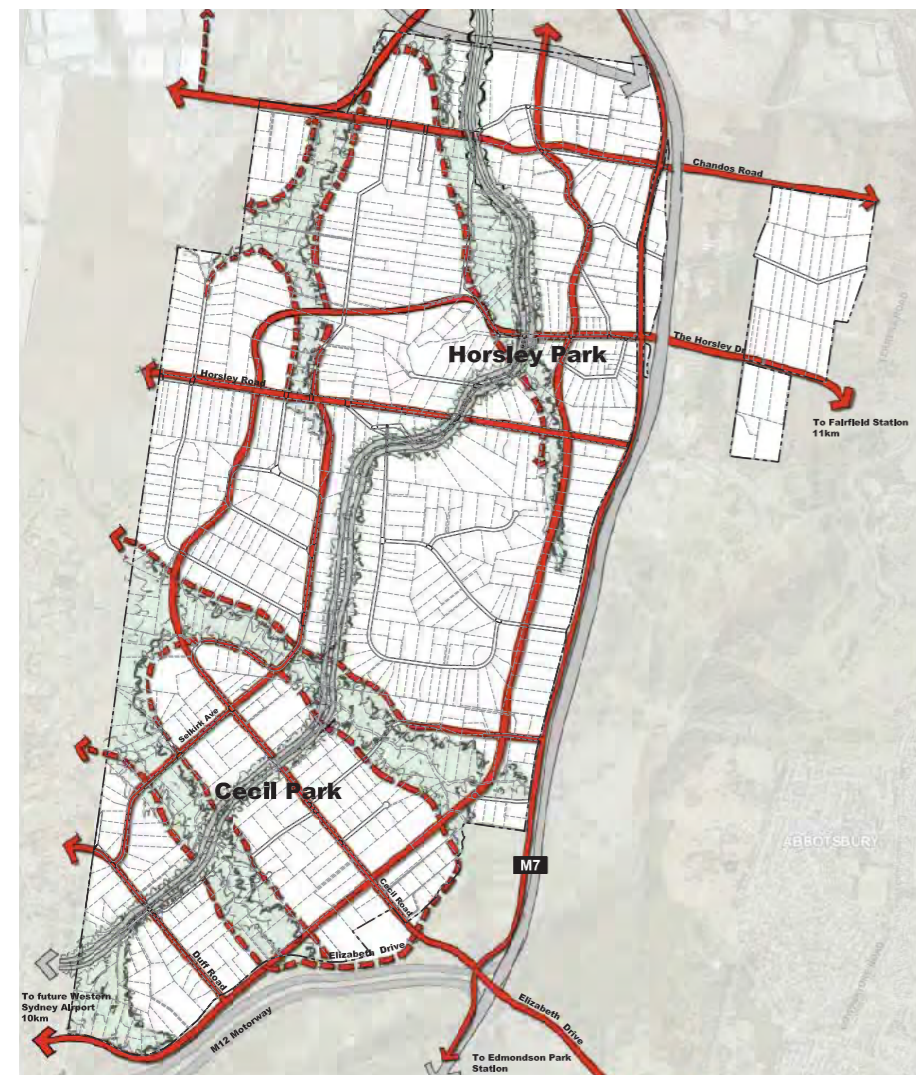 Chandos Road
The Horsley D
Horsley Park
Horsley Road
To Fairfield Station
11km
Selkirk Ave
Cecil Park
ABBOTSBURY
M7
Cecil Road
Elizabeth Drive
Duff Road
To future Western
Sydney Airport
10km
Elizabeth Drive
M12 Motorway
To Edmondson Park
Station